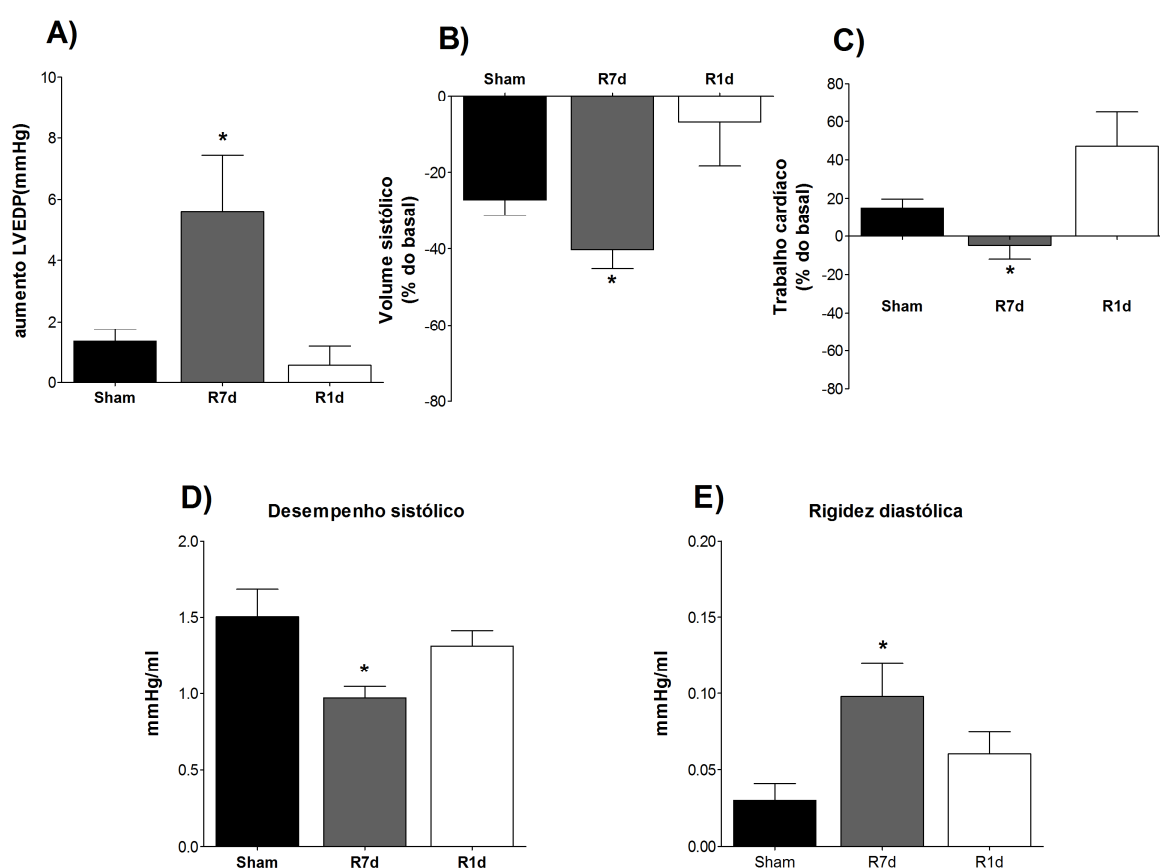 A)
aumento LVEDP(mmHg)
10
8
6
4
2
0
*
Sham R7d R1d
B)
Volume sistólico
(% do basal)
Sham R7d R1d
0
-20
-40
-60
-80
*
C)
Trabalho cardíaco
(% do basal)
80
60
40
20
0
-20
-40
-60
-80
*
Sham R7d R1d
D)
Desempenho sistólico
mmHg/ml
2.0
1.5
1.0
0.5
0.0
*
Sham R7d R1d
E)
Rigidez diastólica
mmHg/ml
0.20
0.15
0.10
0.05
0.00
*
Sham R7d R1d